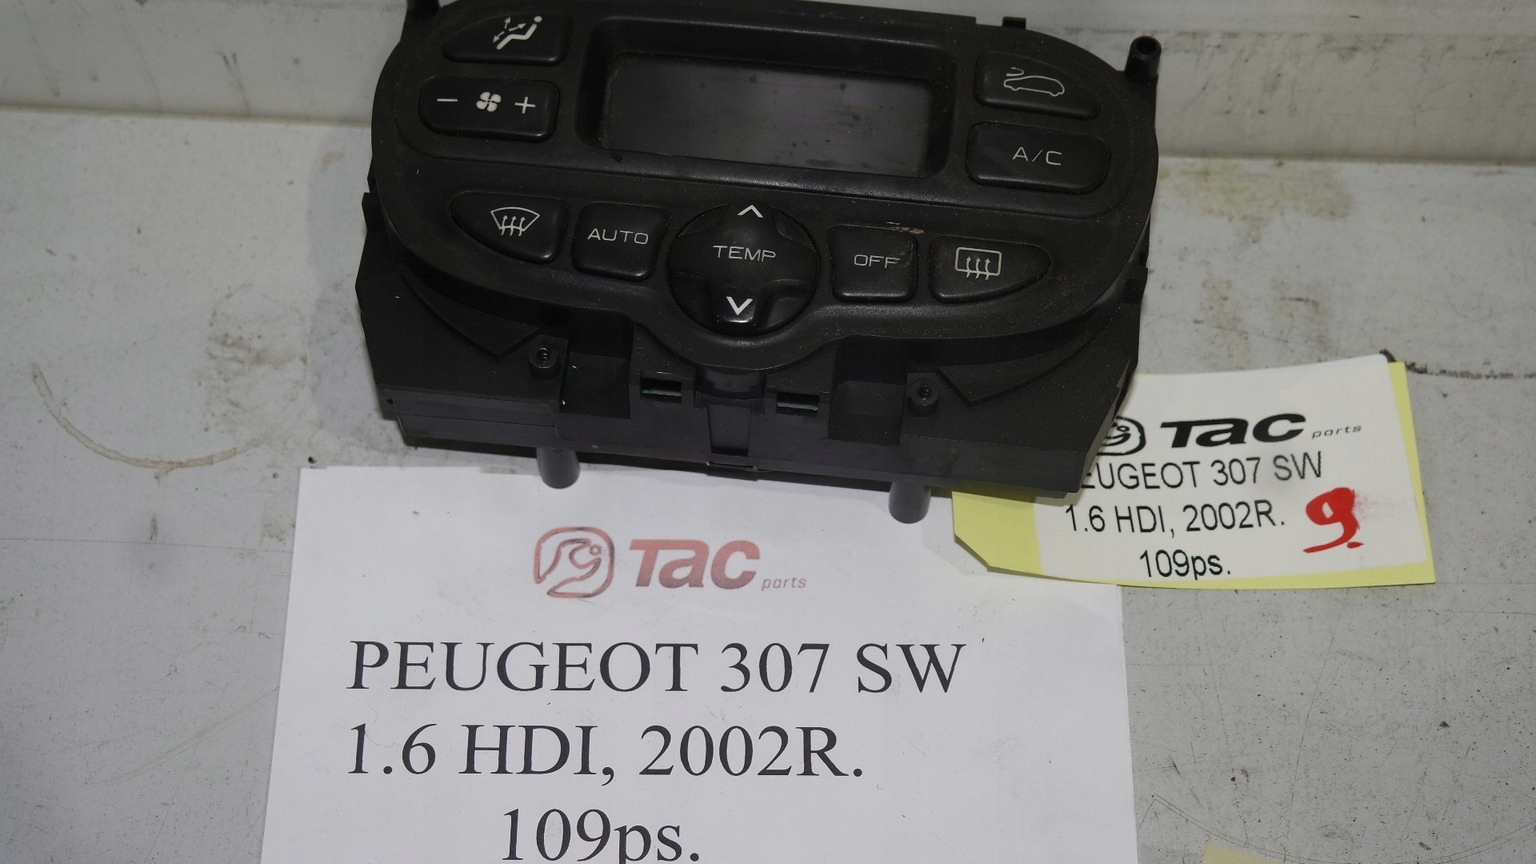 - +
A/C
AUTO
TEMP
OFF
TAC parts
PEUGEOT 307 SW
1.6 HDI, 2002R.
109ps.
TAC parts
EUGEOT 307 SW
1.6 HDI, 2002R. 9.
109ps.